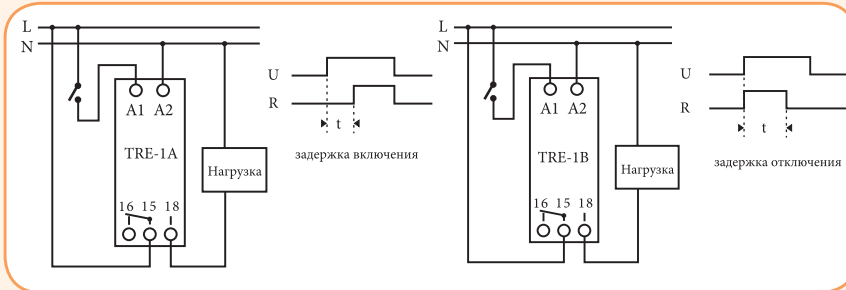 L
N
A1 A2
TRE-1A
16 15 18
Нагрузка
U
R
t
задержка включения
L
N
A1 A2
TRE-1B
16 15 18
Нагрузка
U
R
t
задержка отключения